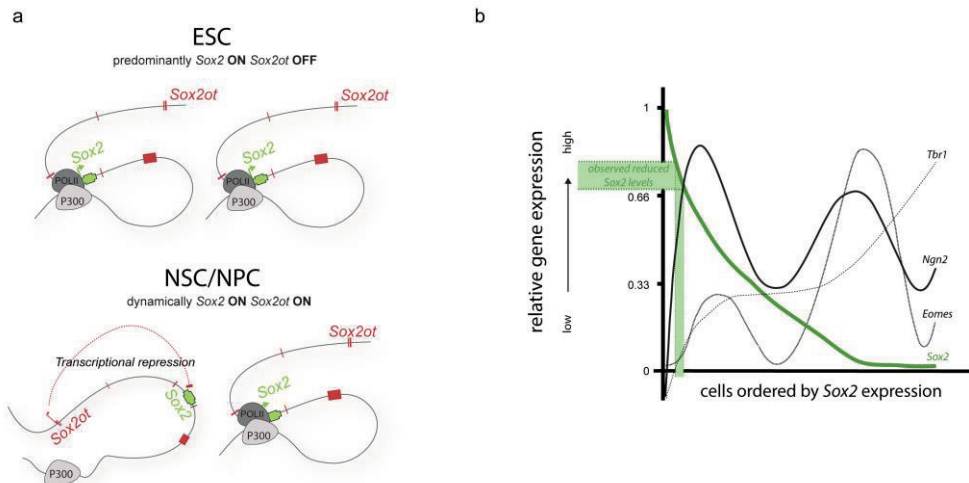 a
ESC
predominantly Sox2 ON Sox2ot OFF
Sox2ot
Sox2
POLII
P300
Sox2ot
Sox2
POLII
P300
NSC/NPC
dynamically Sox2 ON Sox2ot ON
Transcriptional repression
Sox2ot
Sox2
P300
Sox2ot
Sox2
POLII
P300
b
relative gene expression
low
high
1
0.66
0.33
0
observed reduced
Sox2 levels
Tbr1
Ngn2
Eomes
Sox2
cells ordered by Sox2 expression